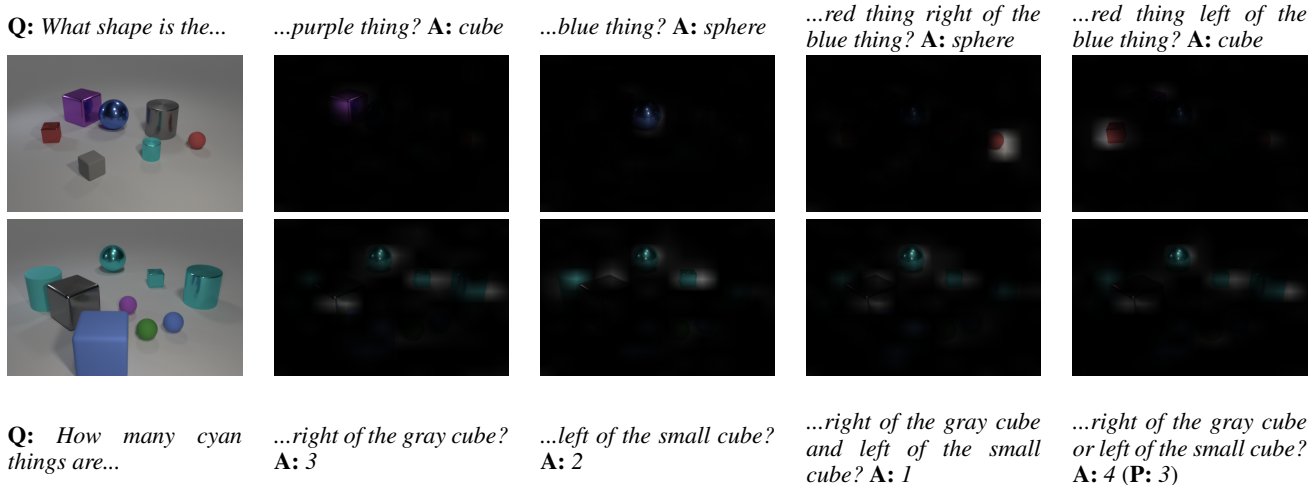 Q: What shape is the...
...purple thing? A: cube
...blue thing? A: sphere
...red thing right of the
blue thing? A: sphere
...red thing left of the
blue thing? A: cube
Q: How many cyan
things are...
...right of the gray cube?
A: 3
...left of the small cube?
A: 2
...right of the gray cube
and left of the small
cube? A: 1
...right of the gray cube
or left of the small cube?
A: 4 (P: 3)